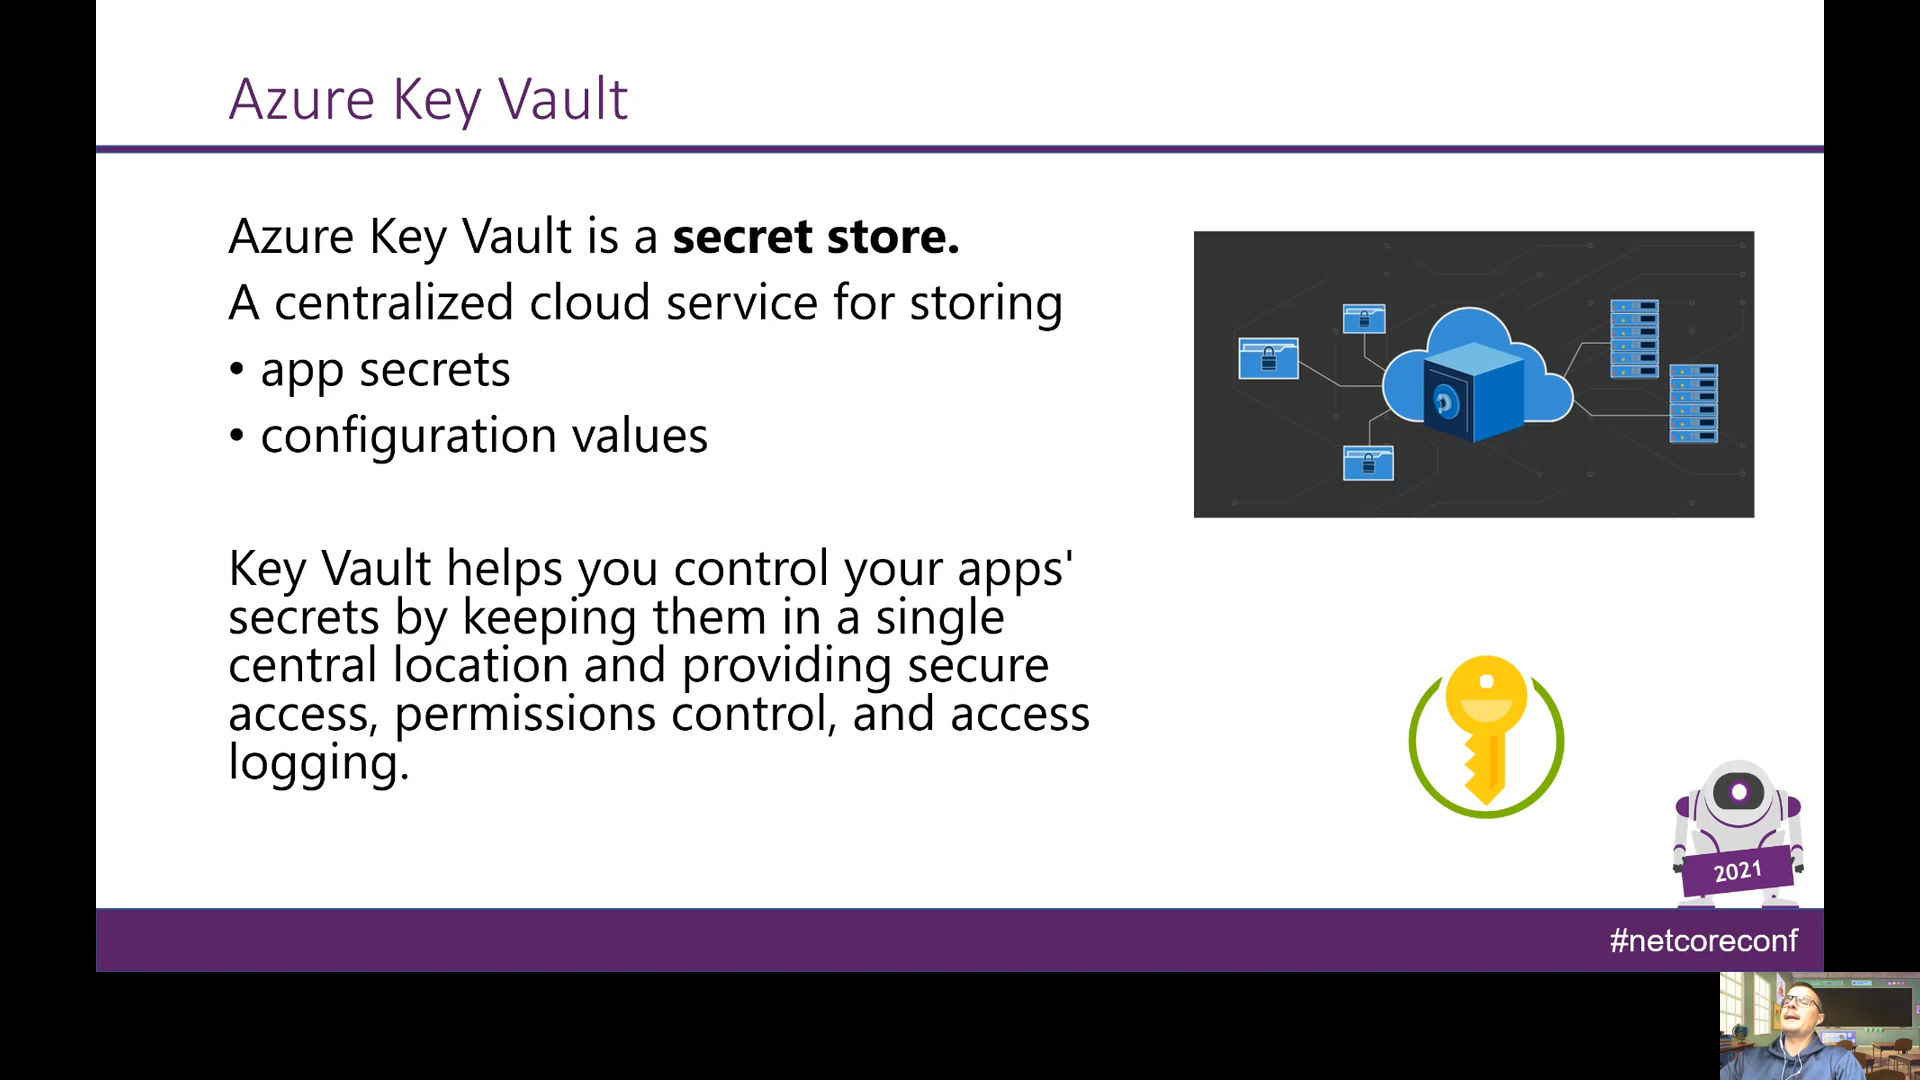 Azure Key Vault
Azure Key Vault is a secret store.
A centralized cloud service for storing
• app secrets
• configuration values
Key Vault helps you control your apps'
secrets by keeping them in a single
central location and providing secure
access, permissions control, and access
logging.
2021
#netcoreconf